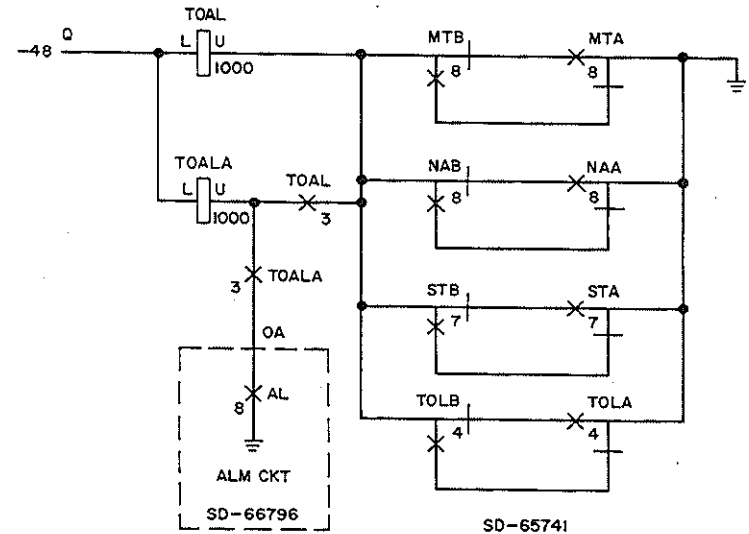 TOAL
-48 Q L U
1000
MTB MTA
8 8
TOALA
L U
1000
TOAL
3
NAB NAA
8 8
3 TOALA
STB STA
7 7
OA
8 AL
TOLB TOLA
4 4
ALM CKT
SD-66796
SD-65741